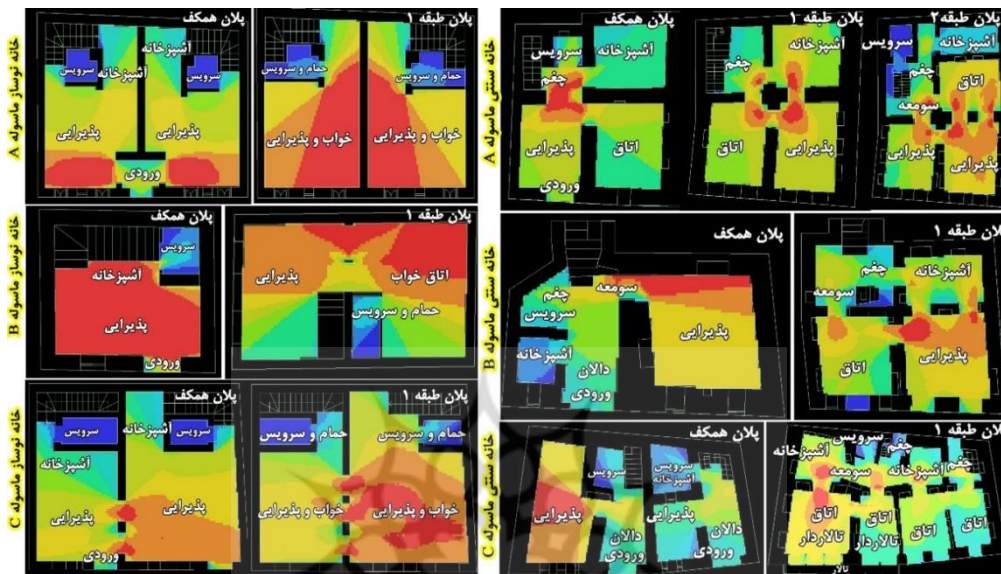 خانه سنتی ماسوله A
پلان همکف
سرویس
آشپزخانه
چغم
پذیرایی
اتاق
ورودی
پلان طبقه ۱
چغم
آشپزخانه
اتاق
پذیرایی
پلان طبقه ۲
سرویس
آشپزخانه
چغم
اتاق
سومعه
پذیرایی
پذیرایی
خانه سنتی ماسوله B
پلان همکف
چغم
سومعه
سرویس
پذیرایی
آشپزخانه
دالان
ورودی
پلان طبقه ۱
چغم
آشپزخانه
سومعه
پذیرایی
اتاق
خانه سنتی ماسوله C
پلان همکف
سرویس
سرویس
آشپزخانه
پذیرایی
پذیرایی
دالان
ورودی
دالان
ورودی
پلان طبقه ۱
سرویس
چغم
آشپزخانه
سومعه
آشپزخانه
چغم
اتاق
تالاردار
اتاق
تالاردار
اتاق
اتاق
تالار
خانه نوساز ماسوله A
پلان همکف
آشپزخانه
سرویس
سرویس
پذیرایی
پذیرایی
ورودی
پلان طبقه ۱
حمام و سرویس
حمام و سرویس
خواب و پذیرایی
خواب و پذیرایی
خانه نوساز ماسوله B
پلان همکف
سرویس
آشپزخانه
پذیرایی
ورودی
پلان طبقه ۱
پذیرایی
اتاق خواب
حمام و سرویس
خانه نوساز ماسوله C
پلان همکف
سرویس
آشپزخانه
سرویس
آشپزخانه
پذیرایی
پذیرایی
ورودی
پلان طبقه ۱
حمام و سرویس
حمام و سرویس
خواب و پذیرایی
خواب و پذیرایی